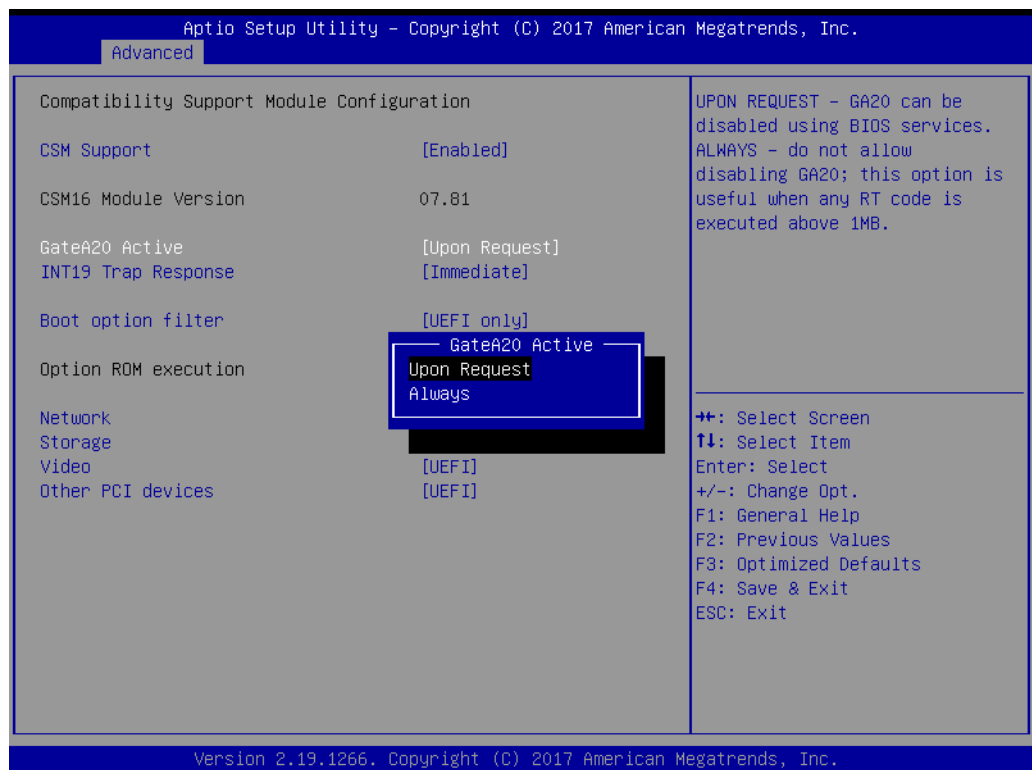 Aptio Setup Utility – Copyright (C) 2017 American Megatrends, Inc.
Advanced
Compatibility Support Module Configuration
CSM Support [Enabled]
CSM16 Module Version 07.81
GateA20 Active [Upon Request]
INT19 Trap Response [Immediate]
Boot option filter [UEFI only]
GateA20 Active
Upon Request
Always
Option ROM execution
Network
Storage
Video [UEFI]
Other PCI devices [UEFI]
UPON REQUEST – GA20 can be
disabled using BIOS services.
ALWAYS – do not allow
disabling GA20; this option is
useful when any RT code is
executed above 1MB.
→←: Select Screen
↑↓: Select Item
Enter: Select
+/-: Change Opt.
F1: General Help
F2: Previous Values
F3: Optimized Defaults
F4: Save & Exit
ESC: Exit
Version 2.19.1266. Copyright (C) 2017 American Megatrends, Inc.